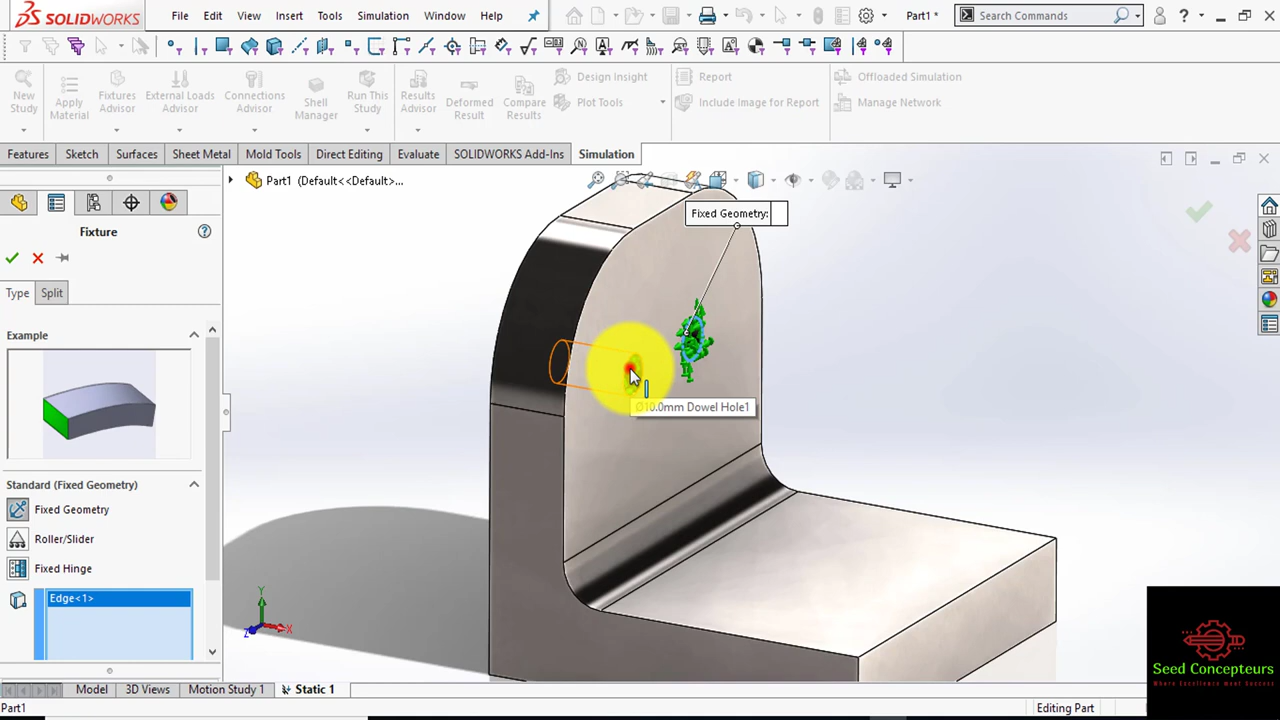 SOLIDWORKS
File Edit View Insert Tools Simulation Window Help
Part1 *
Search Commands
New Study
Apply Material
Fixtures Advisor
External Loads Advisor
Connections Advisor
Shell Manager
Run This Study
Results Advisor
Deformed Result
Compare Results
Design Insight
Plot Tools
Report
Include Image for Report
Offloaded Simulation
Manage Network
Features Sketch Surfaces Sheet Metal Mold Tools Direct Editing Evaluate SOLIDWORKS Add-Ins Simulation
Part1 (Default<<Default>...
Fixture
Type Split
Example
Standard (Fixed Geometry)
Fixed Geometry
Roller/Slider
Fixed Hinge
Edge<1>
Fixed Geometry:
Ø10.0mm Dowel Hole1
Y
X
Z
Seed Concepteurs
Where Excellence meet Success
Model 3D Views Motion Study 1 Static 1
Part1
Editing Part